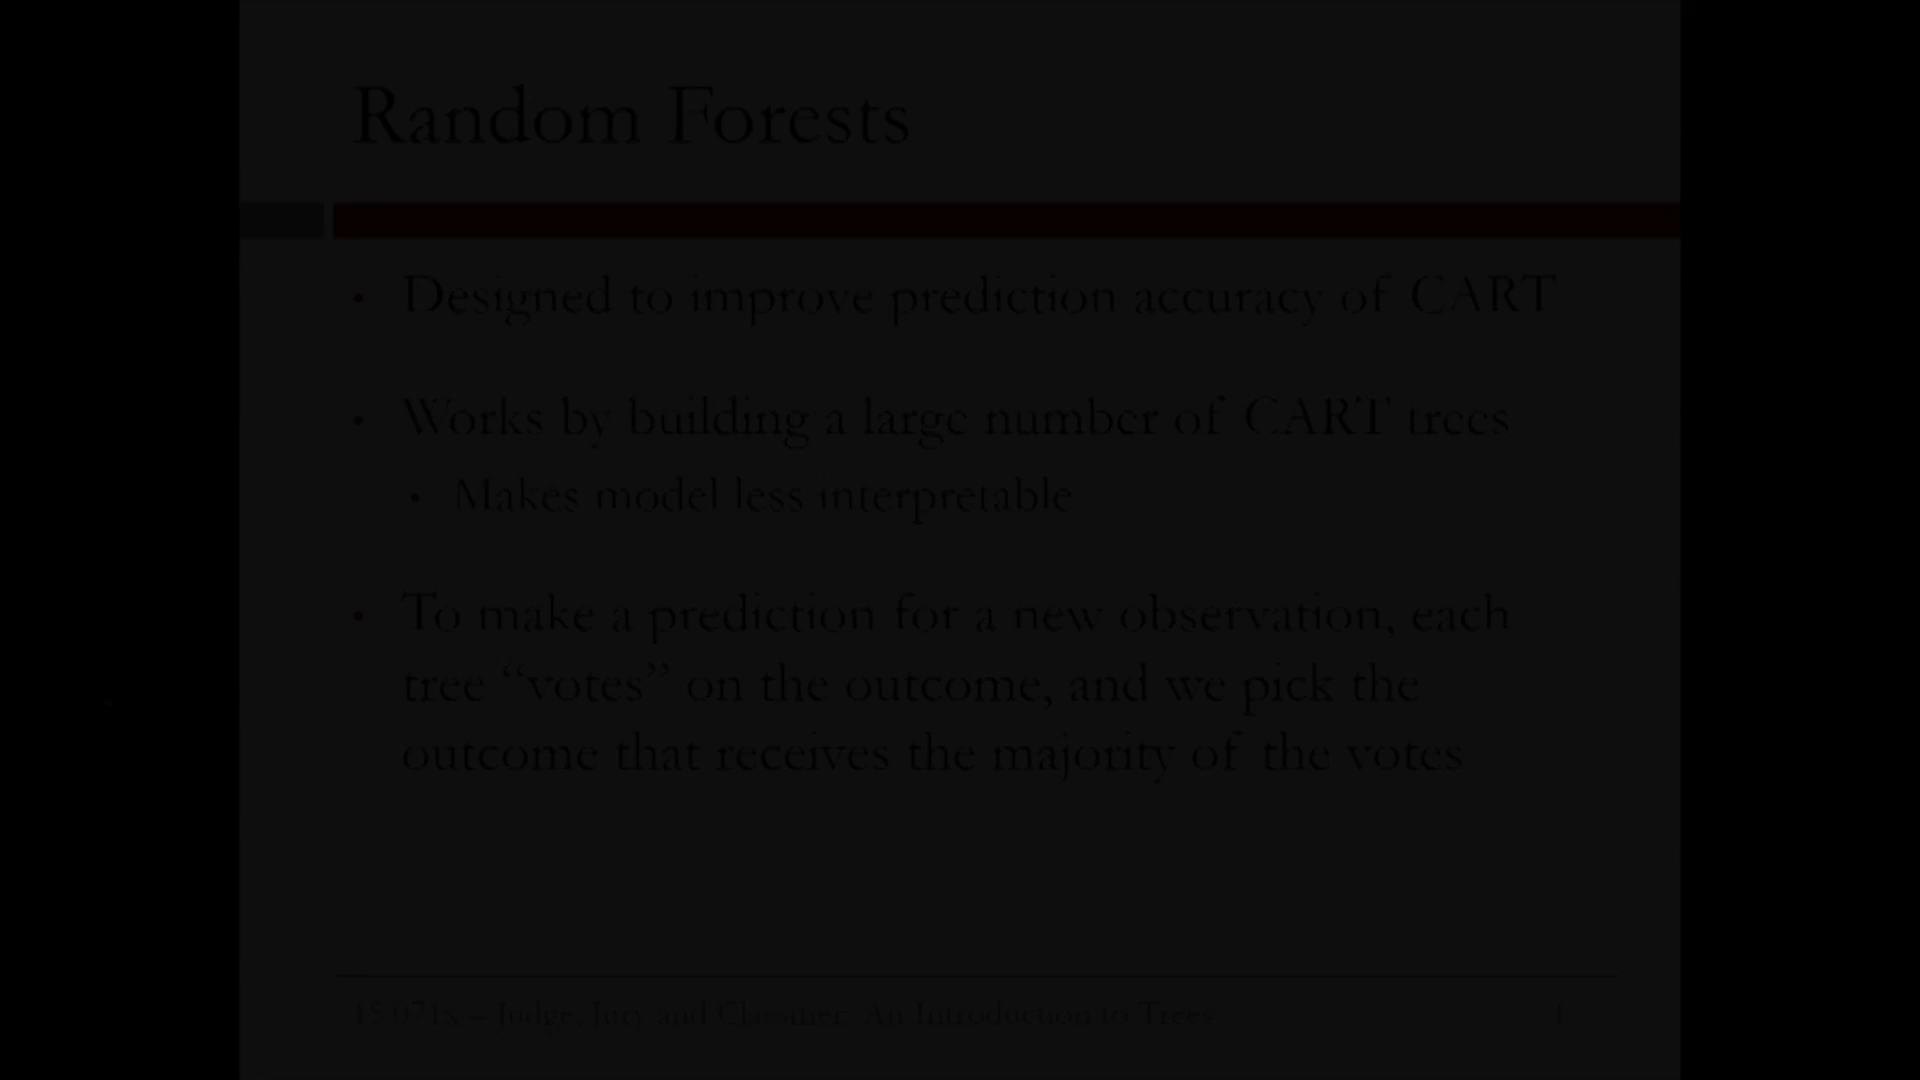 Random Forests
• Designed to improve prediction accuracy of CART
• Works by building a large number of CART trees
• Makes model less interpretable
• To make a prediction for a new observation, each
tree “votes” on the outcome, and we pick the
outcome that receives the majority of the votes
15.071x – Judge, Jury and Classifier: An Introduction to Trees 1